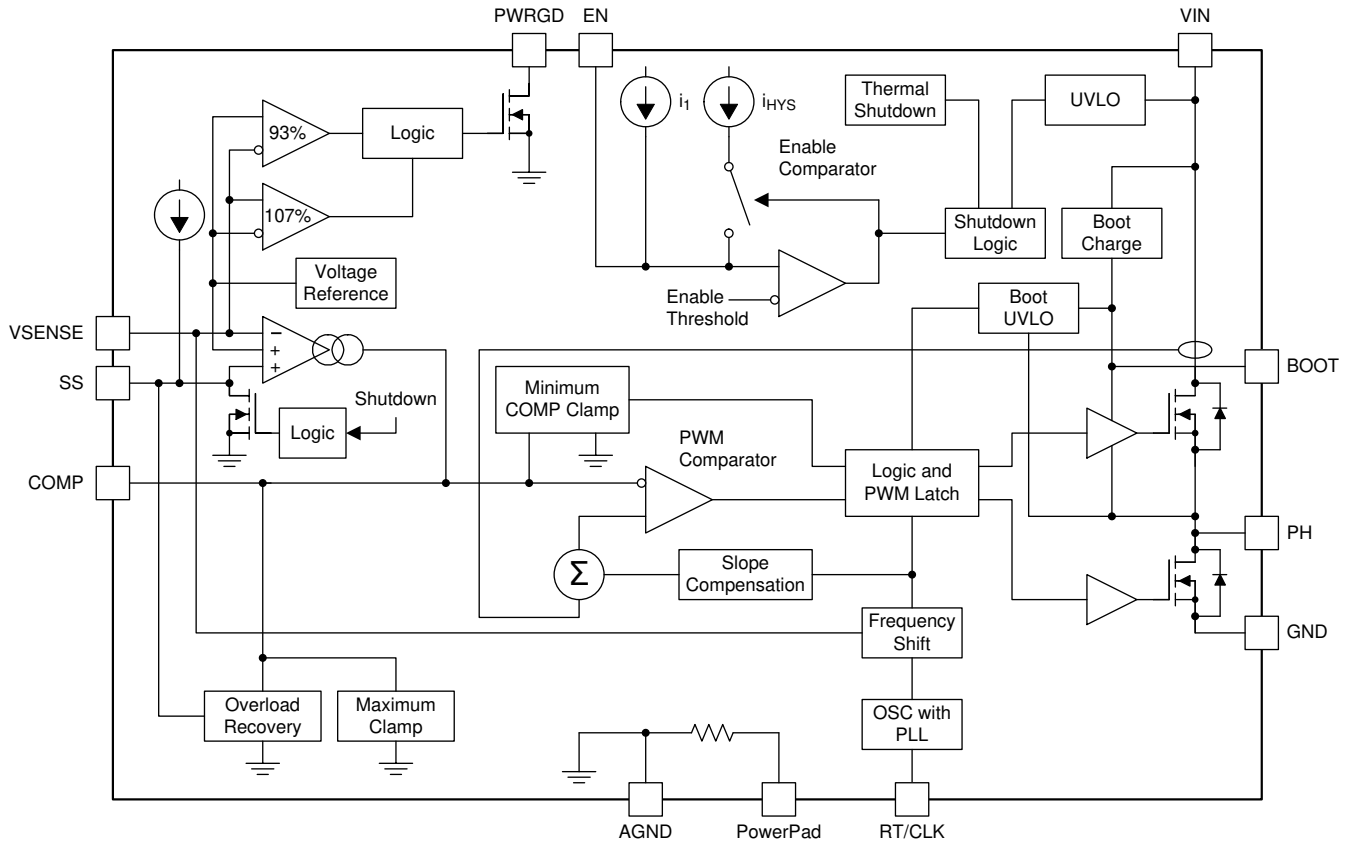 PWRGD
EN
VIN
i1
iHYS
Thermal
Shutdown
UVLO
93%
Logic
Enable
Comparator
107%
Shutdown
Logic
Boot
Charge
Voltage
Reference
Enable
Threshold
Boot
UVLO
VSENSE
−
+
+
SS
BOOT
Minimum
COMP Clamp
Shutdown
Logic
PWM
Comparator
COMP
Logic and
PWM Latch
PH
Σ
Slope
Compensation
Frequency
Shift
GND
Overload
Recovery
Maximum
Clamp
OSC with
PLL
AGND
PowerPad
RT/CLK